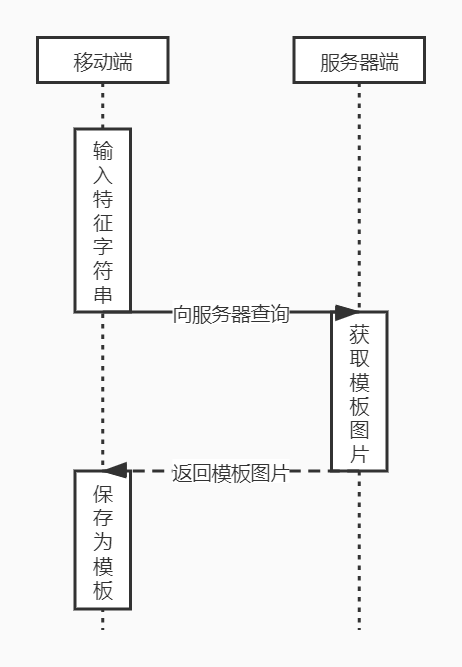 移动端
服务器端
输入特征字符串
向服务器查询
获取模板图片
返回模板图片
保存为模板